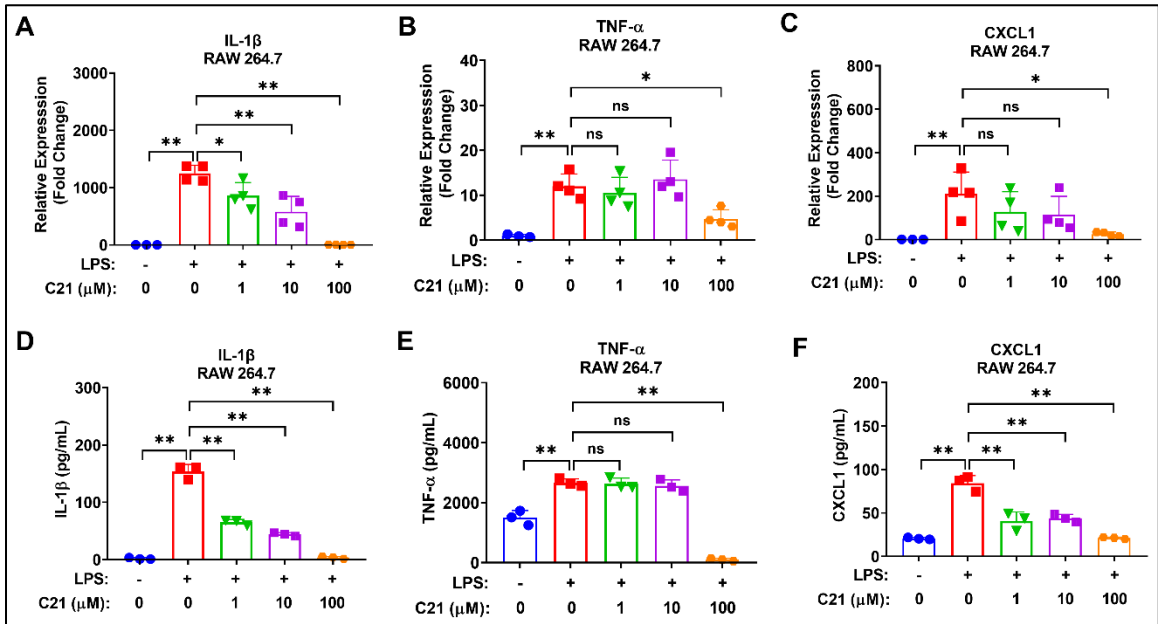 A
IL-1β
RAW 264.7
Relative Expression
(Fold Change)
3000
2000
1000
0
**
**
** *
LPS: - + + + +
C21 (μM): 0 0 1 10 100
B
TNF-α
RAW 264.7
Relative Experesssion
(Fold Change)
40
30
20
10
0
*
ns
** ns
LPS: - + + + +
C21 (μM): 0 0 1 10 100
C
CXCL1
RAW 264.7
Relative Expression
(Fold Change)
800
600
400
200
0
*
ns
** ns
LPS: - + + + +
C21 (μM): 0 0 1 10 100
D
IL-1β
RAW 264.7
IL-1β (pg/mL)
300
200
100
0
**
**
** **
LPS: - + + + +
C21 (μM): 0 0 1 10 100
E
TNF-α
RAW 264.7
TNF-α (pg/mL)
6000
4000
2000
0
**
ns
** ns
LPS: - + + + +
C21 (μM): 0 0 1 10 100
F
CXCL1
RAW 264.7
CXCL1 (pg/mL)
200
150
100
50
0
**
**
** **
LPS: - + + + +
C21 (μM): 0 0 1 10 100